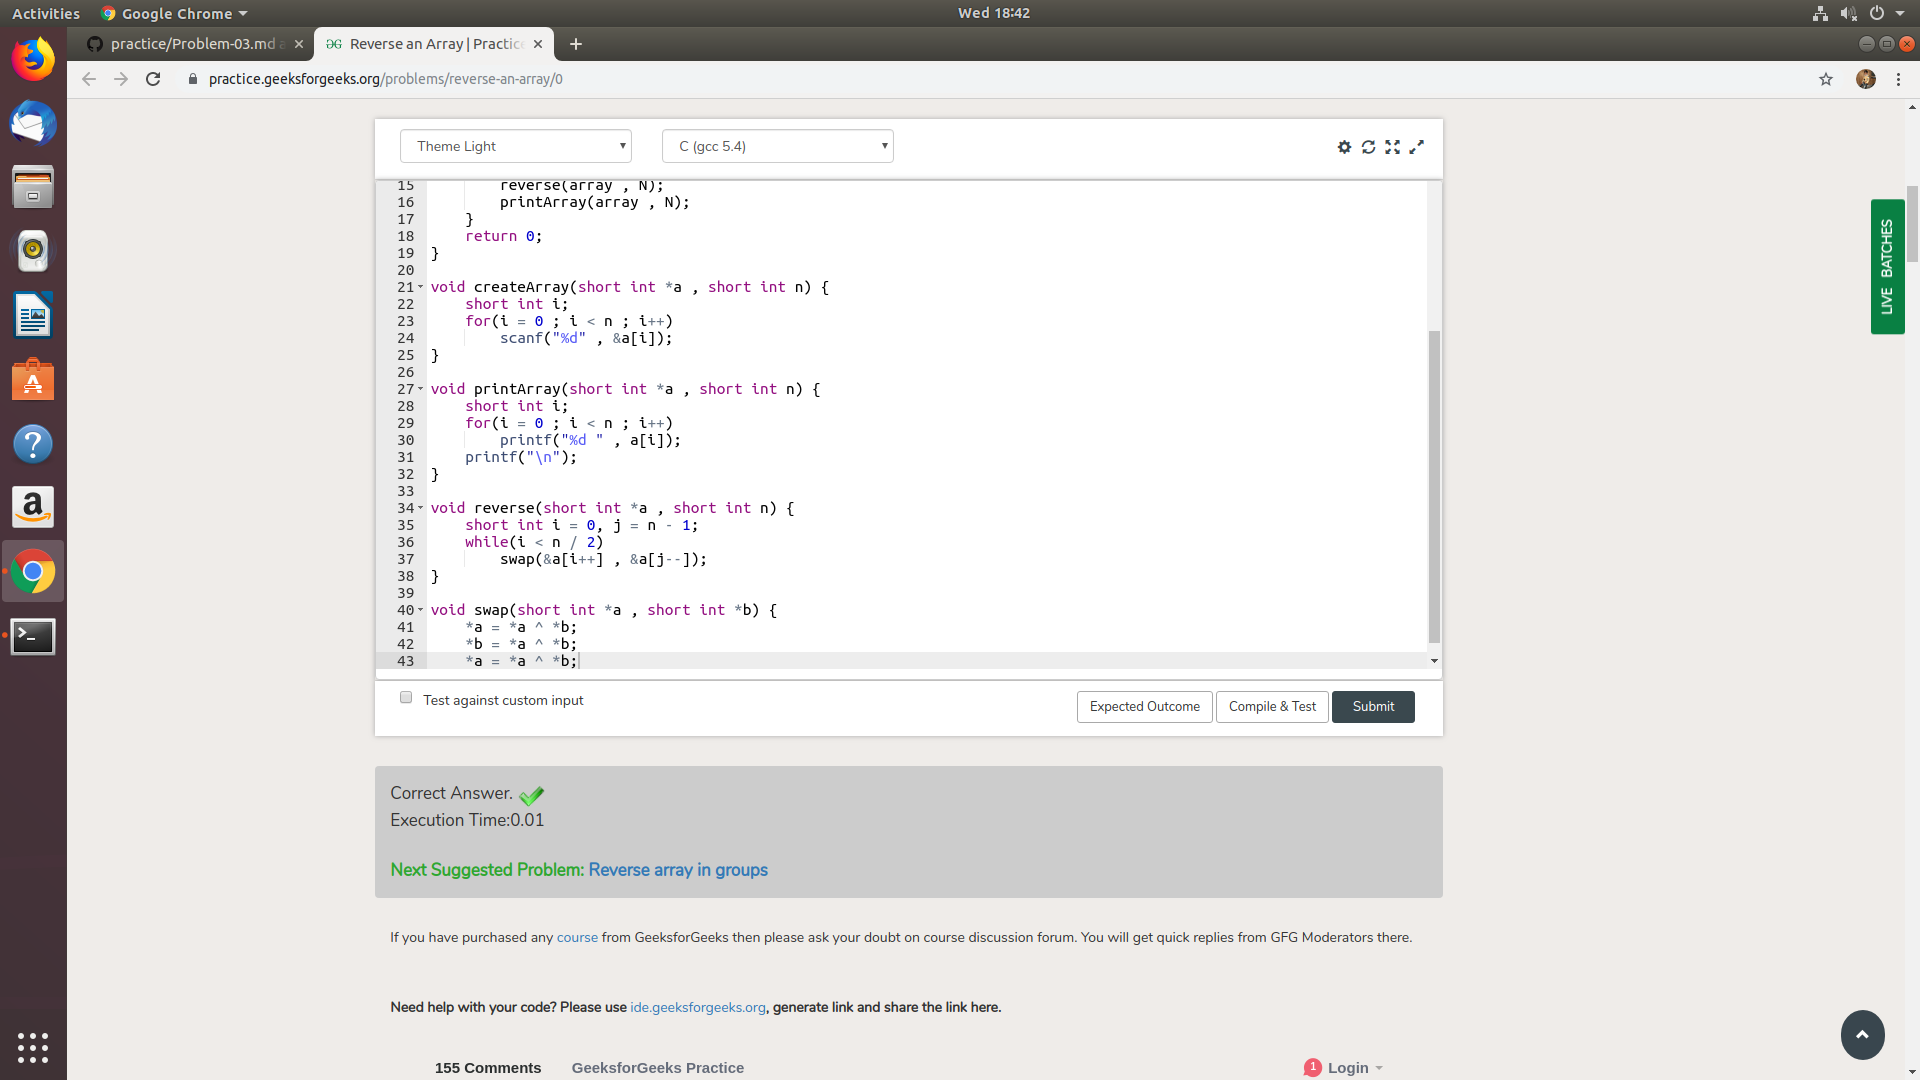 Activities
Google Chrome
Wed 18:42
practice/Problem-03.md a
Reverse an Array | Practice
practice.geeksforgeeks.org/problems/reverse-an-array/0
Theme Light
C (gcc 5.4)
15 reverse(array , N);
16 printArray(array , N);
17 }
18 return 0;
19 }
20
21 void createArray(short int *a , short int n) {
22 short int i;
23 for(i = 0 ; i < n ; i++)
24 scanf("%d" , &a[i]);
25 }
26
27 void printArray(short int *a , short int n) {
28 short int i;
29 for(i = 0 ; i < n ; i++)
30 printf("%d " , a[i]);
31 printf("\n");
32 }
33
34 void reverse(short int *a , short int n) {
35 short int i = 0, j = n - 1;
36 while(i < n / 2)
37 swap(&a[i++] , &a[j--]);
38 }
39
40 void swap(short int *a , short int *b) {
41 *a = *a ^ *b;
42 *b = *a ^ *b;
43 *a = *a ^ *b;
LIVE BATCHES
Test against custom input
Expected Outcome
Compile & Test
Submit
Correct Answer.
Execution Time:0.01
Next Suggested Problem: Reverse array in groups
If you have purchased any course from GeeksforGeeks then please ask your doubt on course discussion forum. You will get quick replies from GFG Moderators there.
Need help with your code? Please use ide.geeksforgeeks.org, generate link and share the link here.
155 Comments
GeeksforGeeks Practice
1 Login